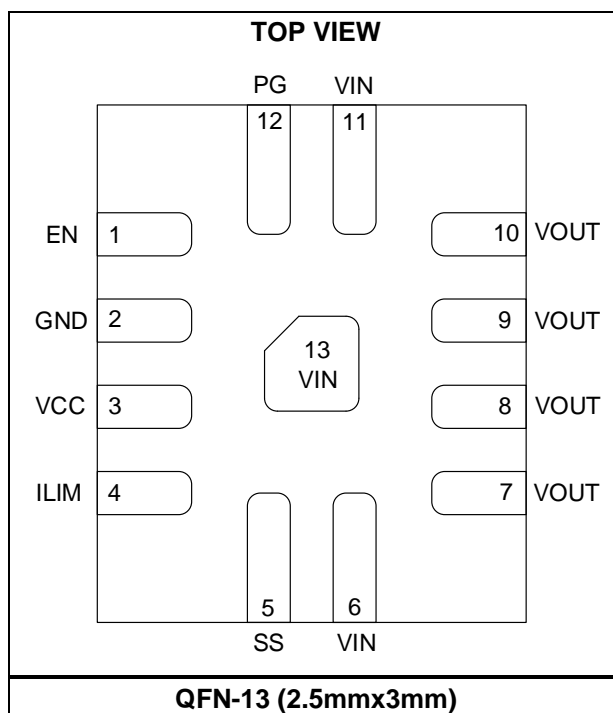 TOP VIEW
PG VIN
12 11
EN 1 10 VOUT
GND 2 9 VOUT
13
VIN
VCC 3 8 VOUT
ILIM 4 7 VOUT
5 6
SS VIN
QFN-13 (2.5mmx3mm)